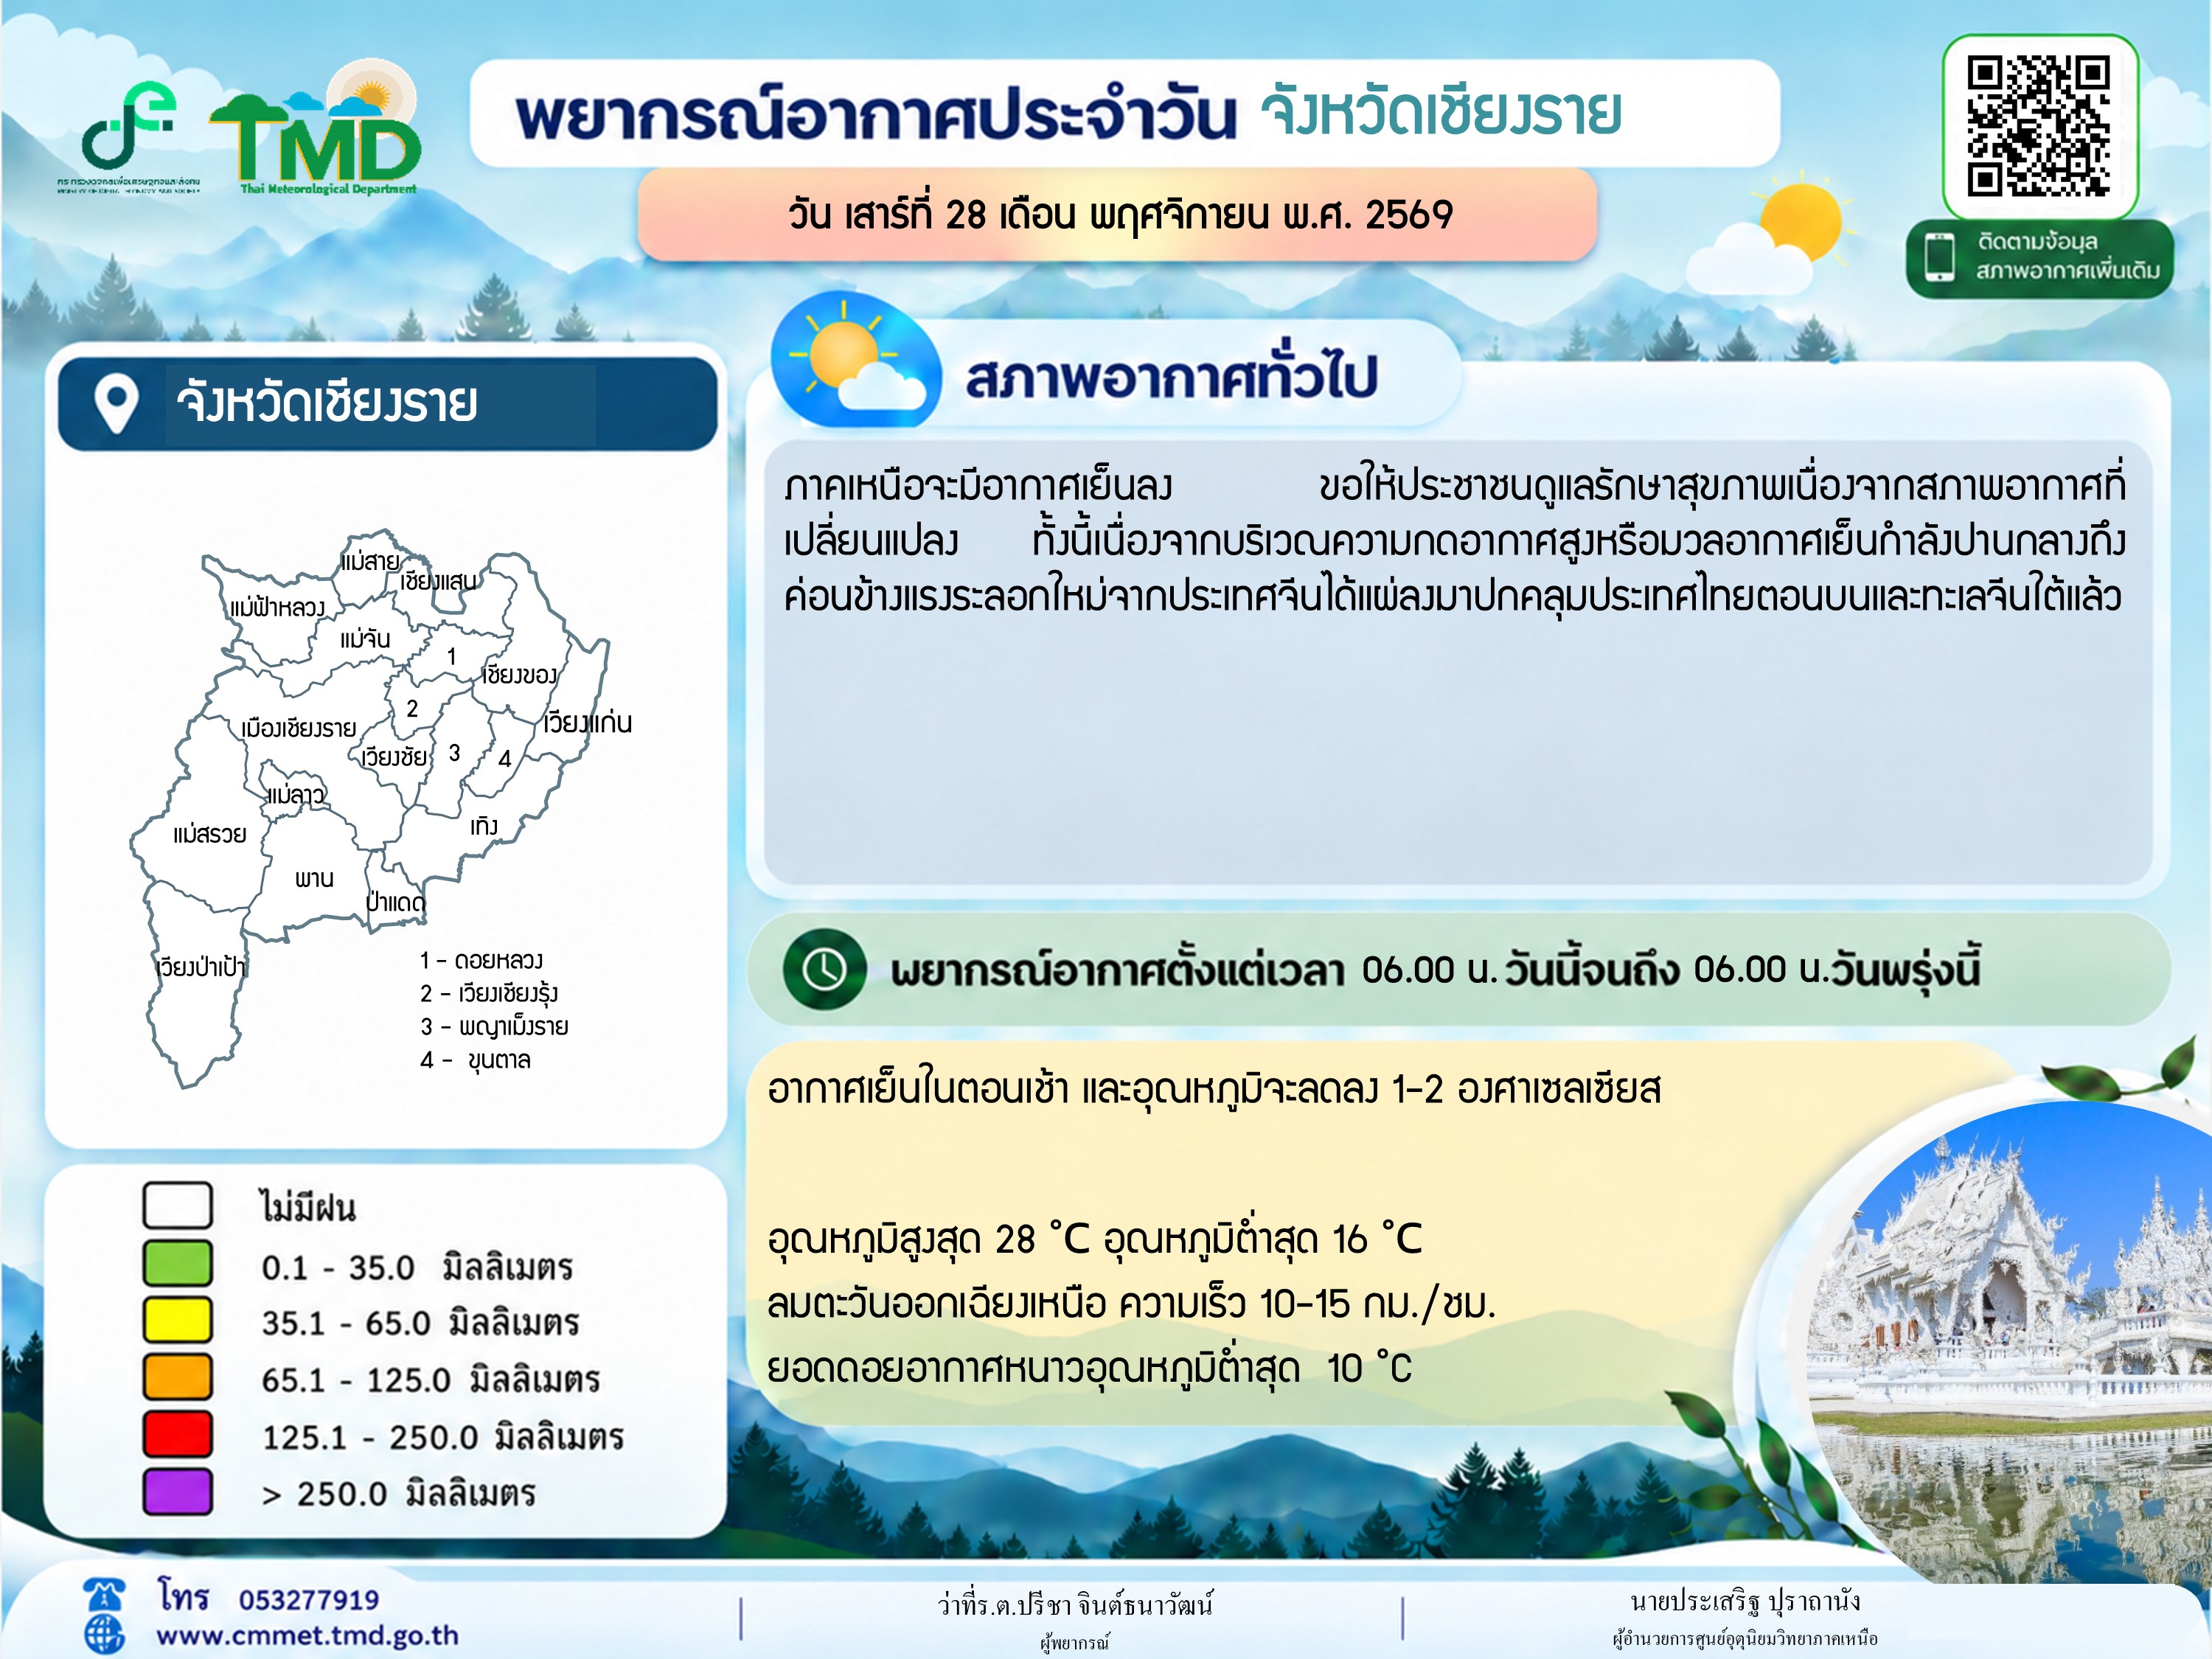 พยากรณ์อากาศประจำวัน จังหวัดเชียงราย
วัน เสาร์ที่ 28 เดือน พฤศจิกายน พ.ศ. 2569
TMD
Thai Meteorological Department
ติดตามข้อมูล
สภาพอากาศเพิ่มเติม
จังหวัดเชียงราย
แม่สาย
เชียงแสน
แม่ฟ้าหลวง
แม่จัน
1
เชียงของ
2
เวียงแก่น
เมืองเชียงราย
เวียงชัย
3
4
แม่ลาว
แม่สรวย
เทิง
พาน
ป่าแดด
เวียงป่าเป้า
1 - ดอยหลวง
2 - เวียงเชียงรุ้ง
3 - พญาเม็งราย
4 - ขุนตาล
ไม่มีฝน
0.1 - 35.0 มิลลิเมตร
35.1 - 65.0 มิลลิเมตร
65.1 - 125.0 มิลลิเมตร
125.1 - 250.0 มิลลิเมตร
> 250.0 มิลลิเมตร
สภาพอากาศทั่วไป
ภาคเหนือจะมีอากาศเย็นลง ขอให้ประชาชนดูแลรักษาสุขภาพเนื่องจากสภาพอากาศที่
เปลี่ยนแปลง ทั้งนี้เนื่องจากบริเวณความกดอากาศสูงหรือมวลอากาศเย็นกำลังปานกลางถึง
ค่อนข้างแรงระลอกใหม่จากประเทศจีนได้แผ่ลงมาปกคลุมประเทศไทยตอนบนและทะเลจีนใต้แล้ว
พยากรณ์อากาศตั้งแต่เวลา 06.00 น. วันนี้จนถึง 06.00 น.วันพรุ่งนี้
อากาศเย็นในตอนเช้า และอุณหภูมิจะลดลง 1-2 องศาเซลเซียส
อุณหภูมิสูงสุด 28 °C อุณหภูมิต่ำสุด 16 °C
ลมตะวันออกเฉียงเหนือ ความเร็ว 10-15 กม./ชม.
ยอดดอยอากาศหนาวอุณหภูมิต่ำสุด 10 °C
โทร 053277919
www.cmmet.tmd.go.th
ว่าที่ร.ต.ปรีชา จินต์ธนาวัฒน์
ผู้พยากรณ์
นายประเสริฐ ปุราถานัง
ผู้อำนวยการศูนย์อุตุนิยมวิทยาภาคเหนือ